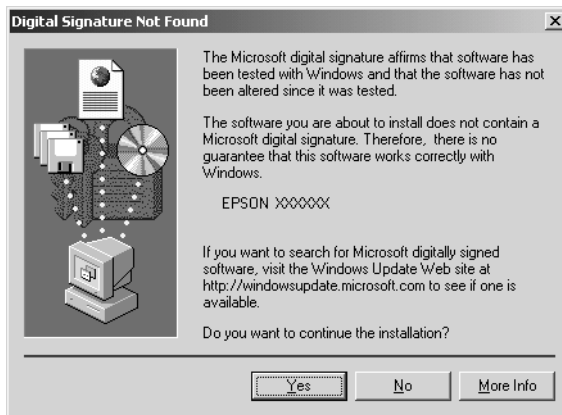 Digital Signature Not Found
The Microsoft digital signature affirms that software has
been tested with Windows and that the software has not
been altered since it was tested.
The software you are about to install does not contain a
Microsoft digital signature. Therefore, there is no
guarantee that this software works correctly with
Windows.
EPSON XXXXXX
If you want to search for Microsoft digitally signed
software, visit the Windows Update Web site at
http://windowsupdate.microsoft.com to see if one is
available.
Do you want to continue the installation?
Yes No More Info